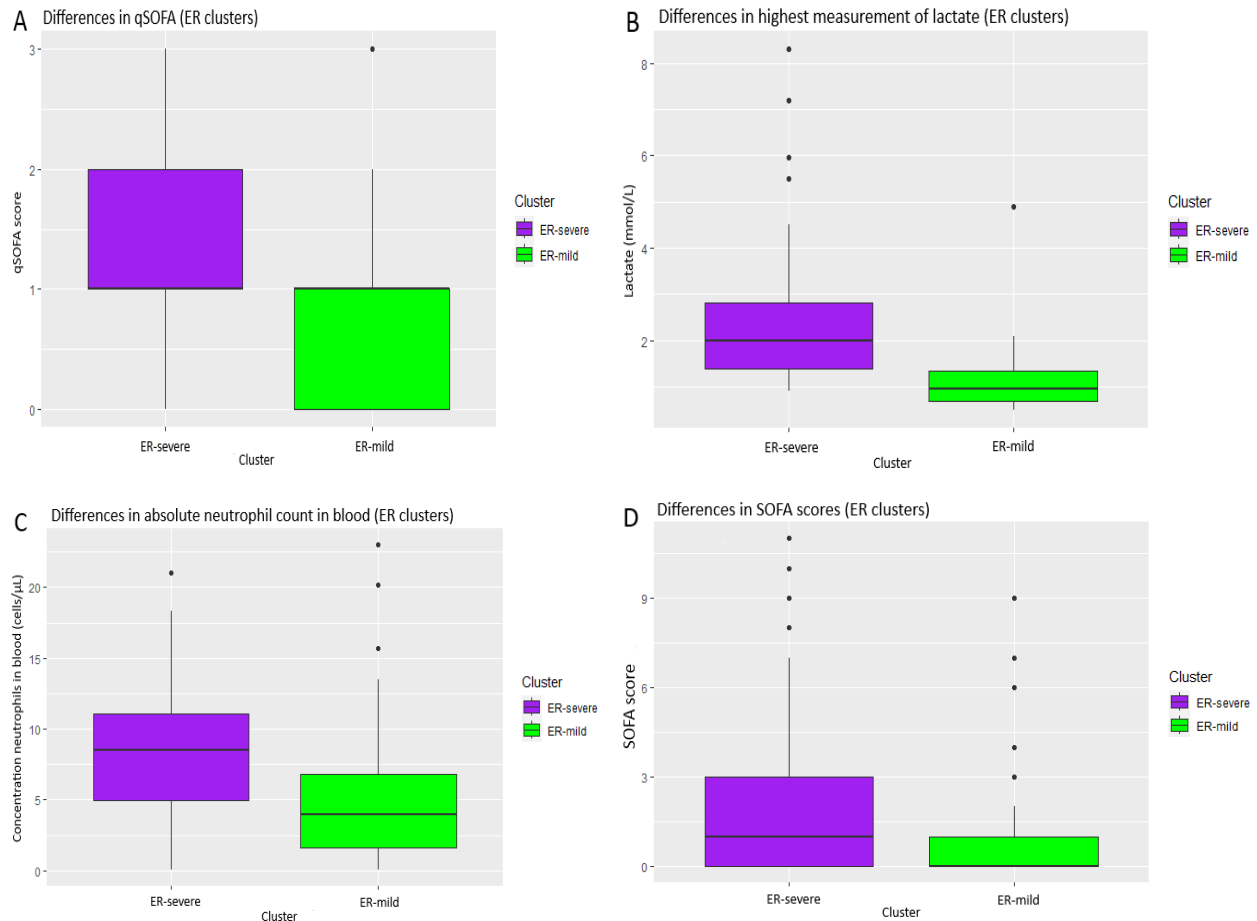 A
Differences in qSOFA (ER clusters)
3
2
1
0
qSOFA score
ER-severe
ER-mild
Cluster
Cluster
ER-severe
ER-mild
B
Differences in highest measurement of lactate (ER clusters)
8
6
4
2
Lactate (mmol/L)
ER-severe
ER-mild
Cluster
Cluster
ER-severe
ER-mild
C
Differences in absolute neutrophil count in blood (ER clusters)
20
15
10
5
0
Concentration neutrophils in blood (cells/µL)
ER-severe
ER-mild
Cluster
Cluster
ER-severe
ER-mild
D
Differences in SOFA scores (ER clusters)
9
6
3
0
SOFA score
ER-severe
ER-mild
Cluster
Cluster
ER-severe
ER-mild